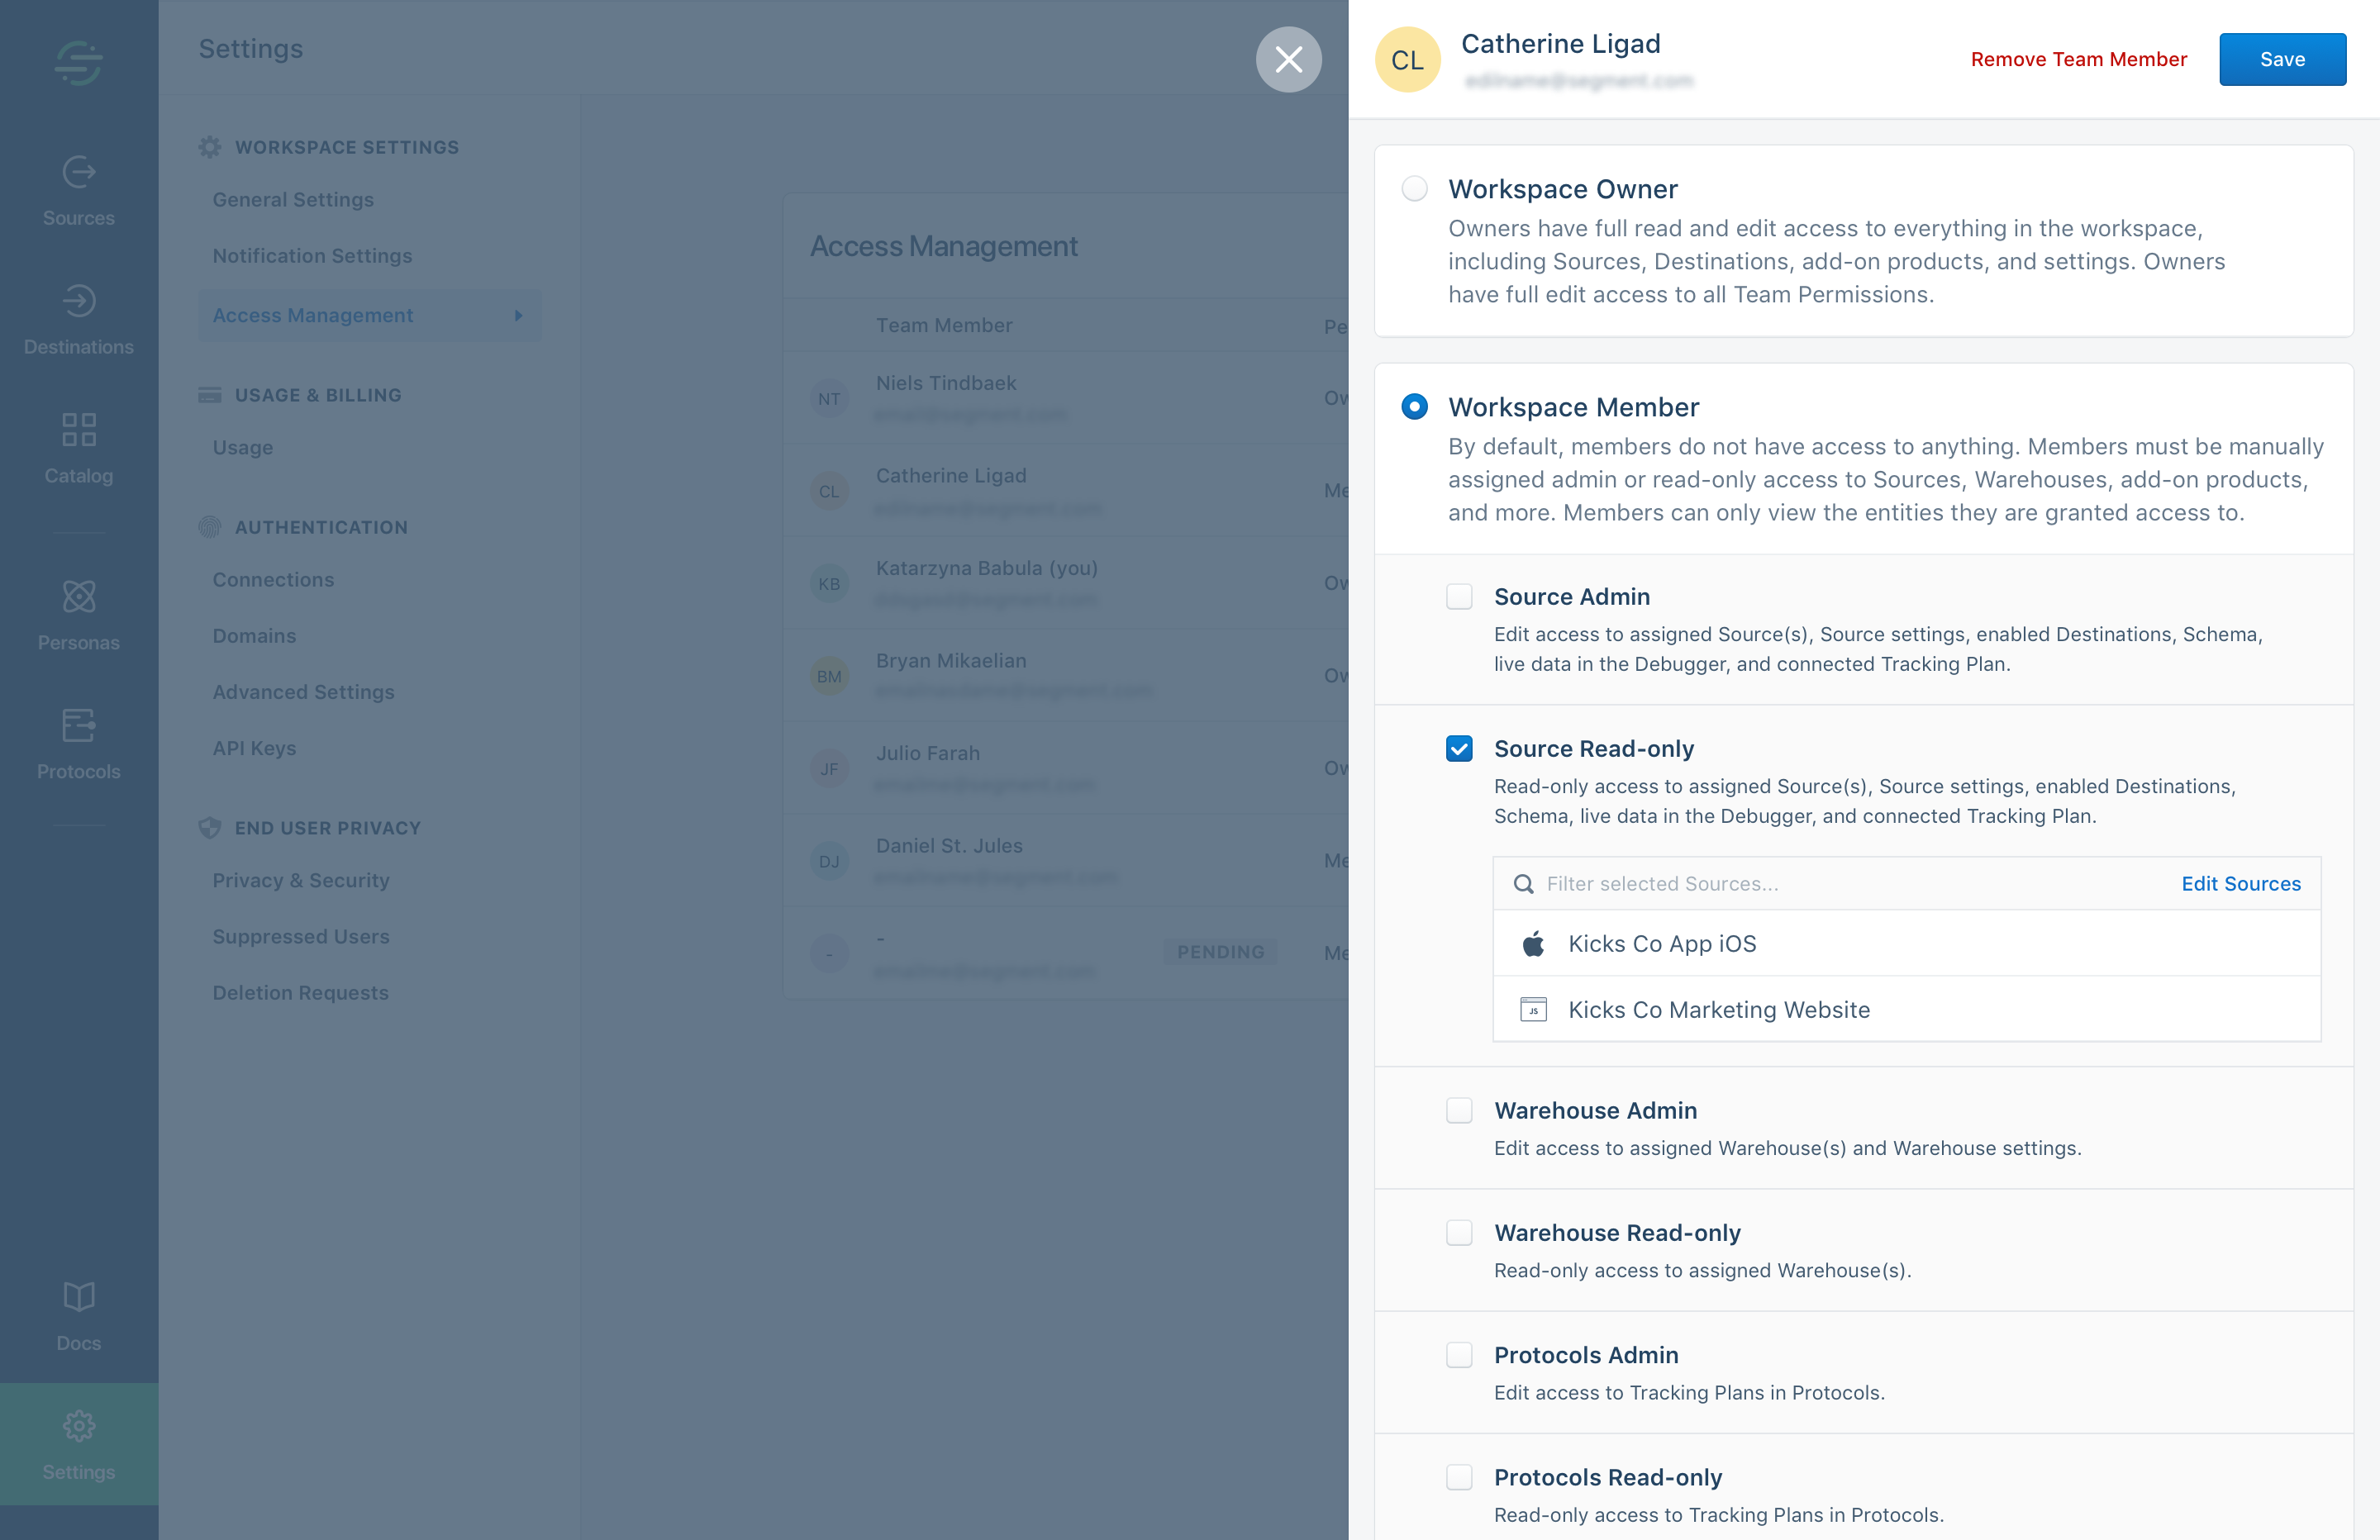 Sources
Destinations
Catalog
Personas
Protocols
Docs
Settings
Settings
WORKSPACE SETTINGS
General Settings
Notification Settings
Access Management
USAGE & BILLING
Usage
AUTHENTICATION
Connections
Domains
Advanced Settings
API Keys
END USER PRIVACY
Privacy & Security
Suppressed Users
Deletion Requests
Access Management
Team Member
Pe
NT
Niels Tindbaek
Ow
CL
Catherine Ligad
Me
KB
Katarzyna Babula (you)
Ow
BM
Bryan Mikaelian
Ow
JF
Julio Farah
Ow
DJ
Daniel St. Jules
Me
-
-
PENDING
Me
CL
Catherine Ligad
Remove Team Member
Save
Workspace Owner
Owners have full read and edit access to everything in the workspace,
including Sources, Destinations, add-on products, and settings. Owners
have full edit access to all Team Permissions.
Workspace Member
By default, members do not have access to anything. Members must be manually
assigned admin or read-only access to Sources, Warehouses, add-on products,
and more. Members can only view the entities they are granted access to.
Source Admin
Edit access to assigned Source(s), Source settings, enabled Destinations, Schema,
live data in the Debugger, and connected Tracking Plan.
Source Read-only
Read-only access to assigned Source(s), Source settings, enabled Destinations,
Schema, live data in the Debugger, and connected Tracking Plan.
Filter selected Sources...
Edit Sources
Kicks Co App iOS
JS
Kicks Co Marketing Website
Warehouse Admin
Edit access to assigned Warehouse(s) and Warehouse settings.
Warehouse Read-only
Read-only access to assigned Warehouse(s).
Protocols Admin
Edit access to Tracking Plans in Protocols.
Protocols Read-only
Read-only access to Tracking Plans in Protocols.